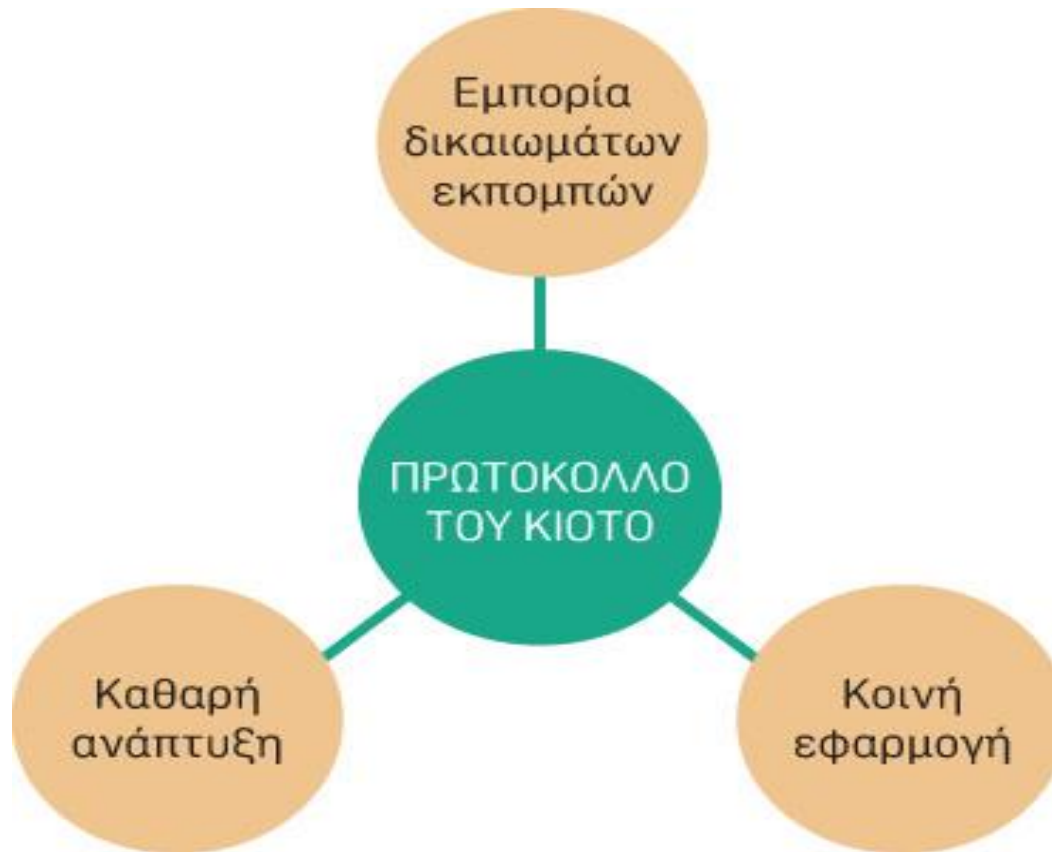 Εμπορία
δικαιωμάτων
εκπομπών
ΠΡΩΤΟΚΟΛΛΟ
ΤΟΥ ΚΙΟΤΟ
Καθαρή
ανάπτυξη
Κοινή
εφαρμογή